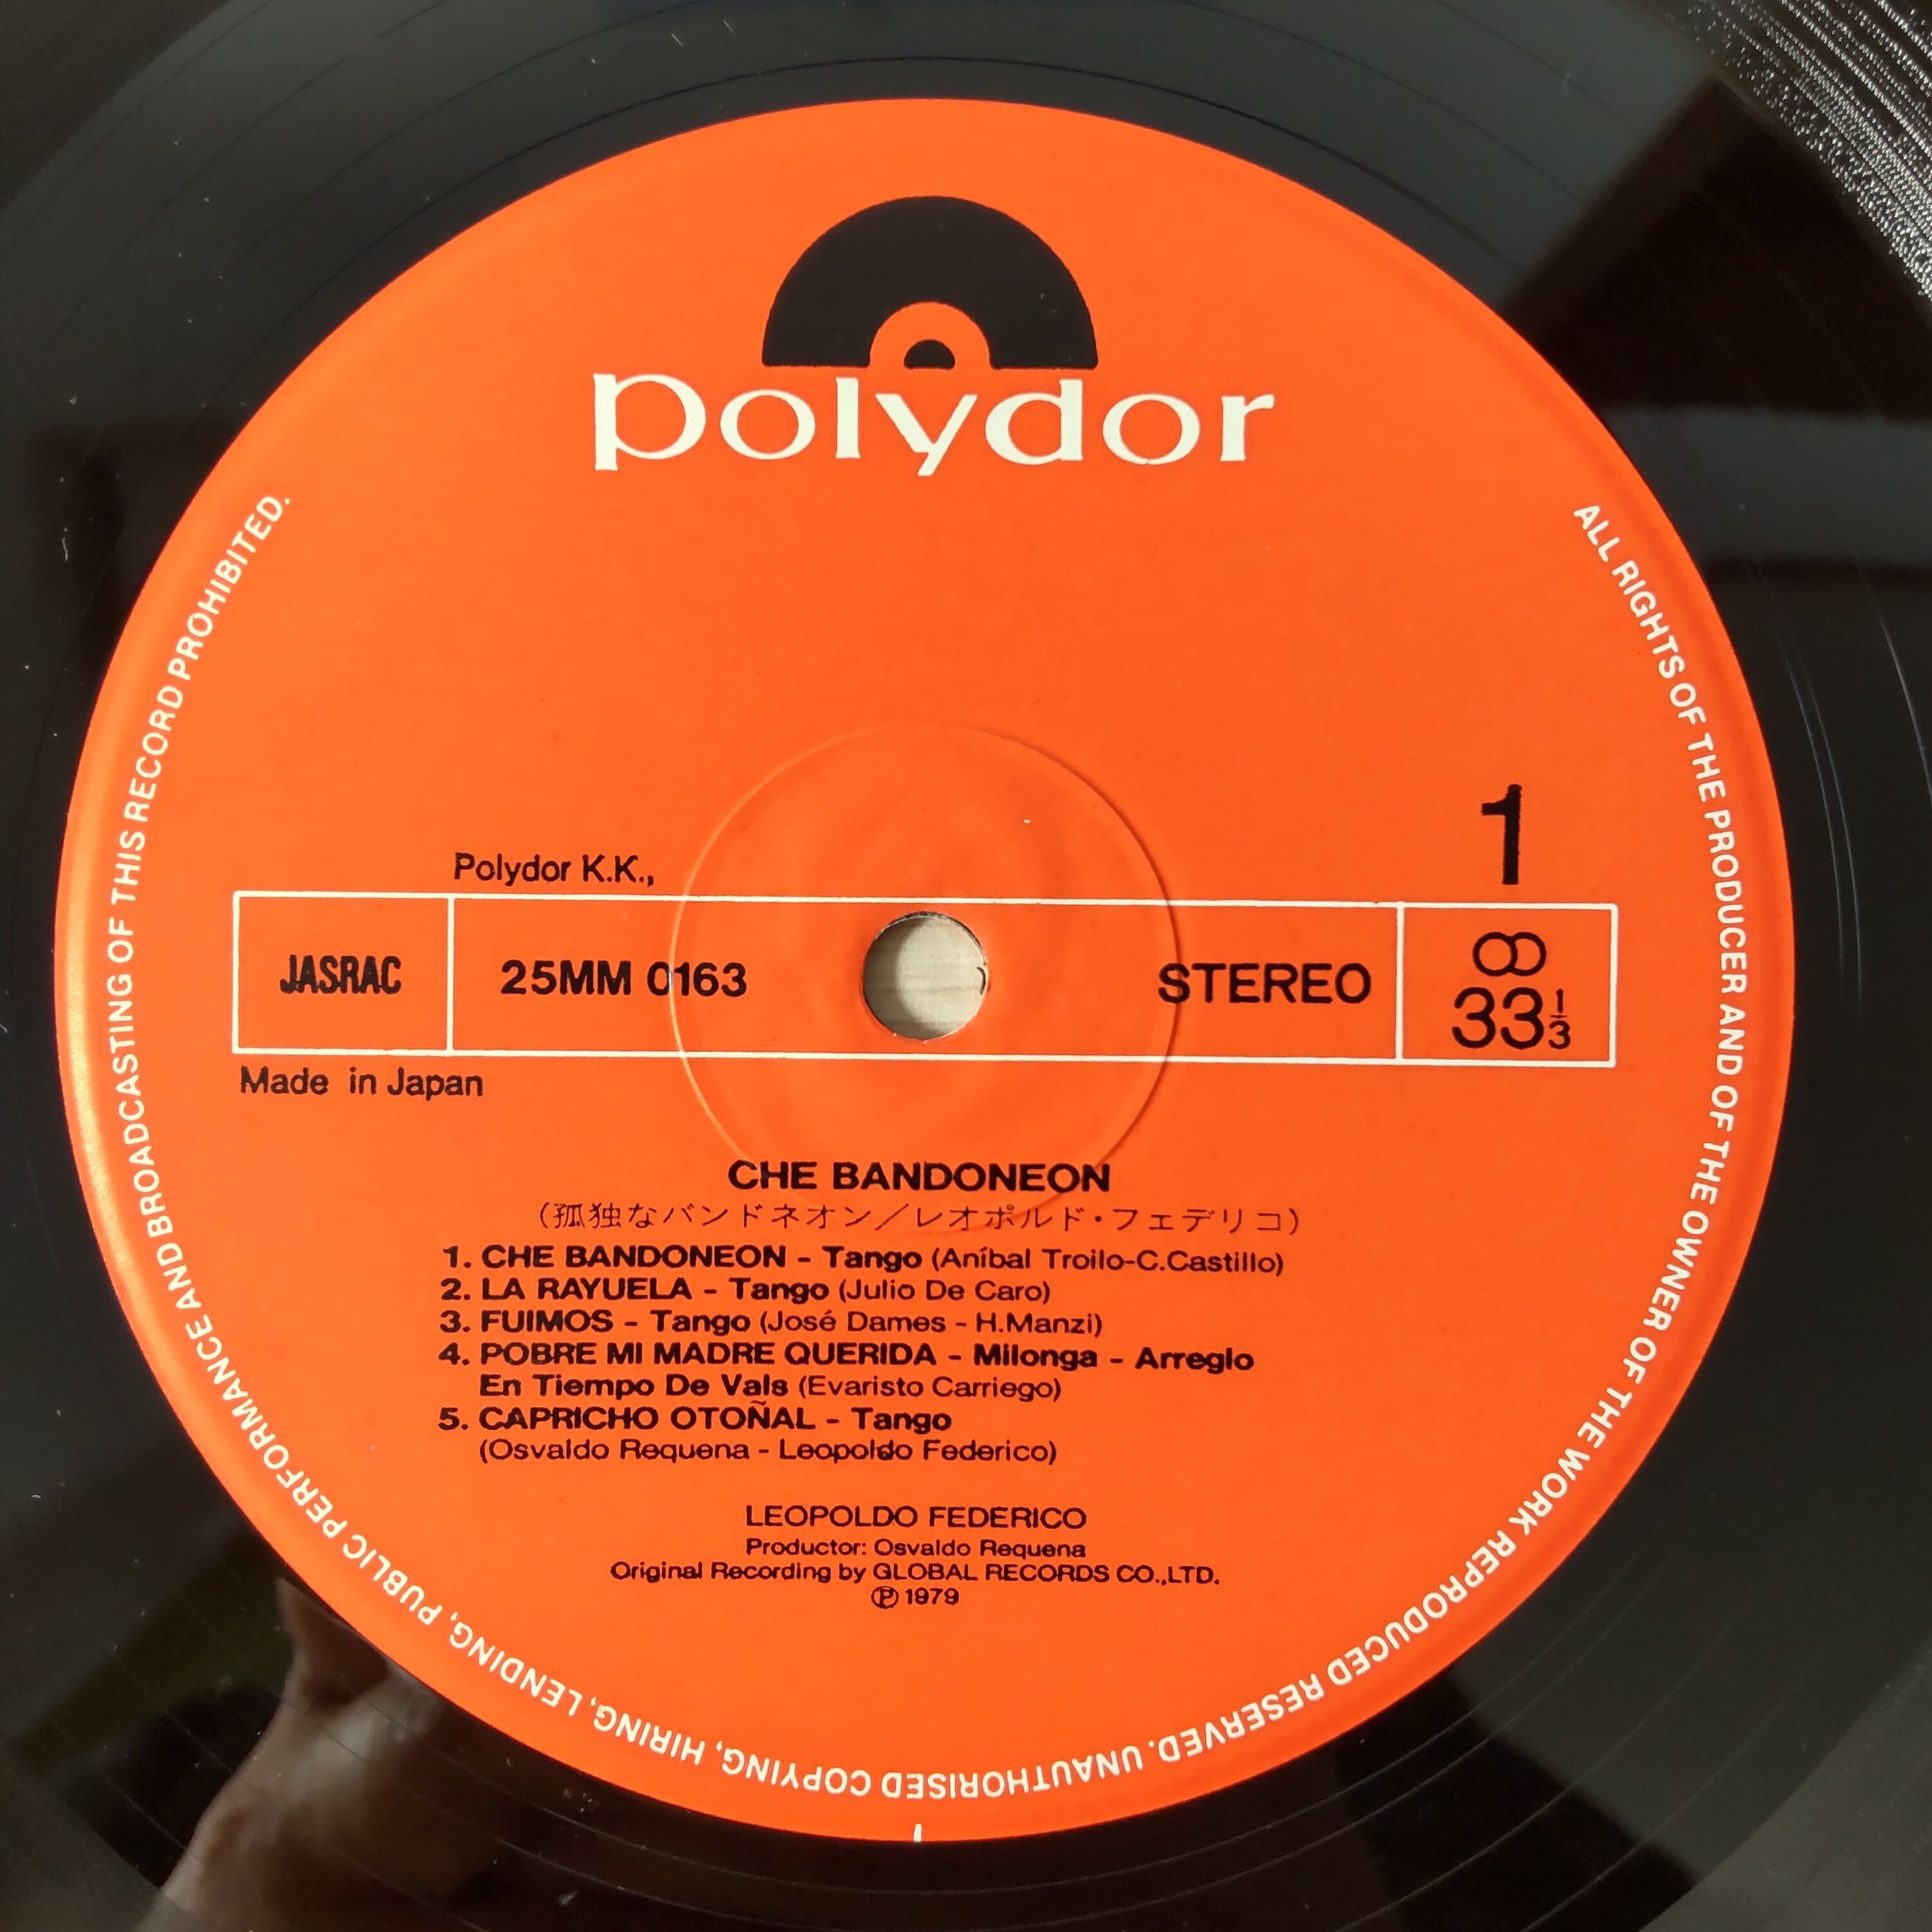 polydor
1
Polydor K.K.,
JASRAC
25MM 0163
STEREO
33 1/3
Made in Japan
CHE BANDONEON
(孤独なバンドネオン／レオポルド・フェデリコ)
1. CHE BANDONEON - Tango (Aníbal Troilo-C.Castillo)
2. LA RAYUELA - Tango (Julio De Caro)
3. FUIMOS - Tango (José Dames - H.Manzi)
4. POBRE MI MADRE QUERIDA - Milonga - Arreglo
En Tiempo De Vals (Evaristo Carriego)
5. CAPRICHO OTOÑAL - Tango
(Osvaldo Requena - Leopoldo Federico)
LEOPOLDO FEDERICO
Productor: Osvaldo Requena
Original Recording by GLOBAL RECORDS CO.,LTD.
℗ 1979
ALL RIGHTS OF THE PRODUCER AND OF THE OWNER OF THE WORK REPRODUCED RESERVED. UNAUTHORISED COPYING, HIRING, LENDING, PUBLIC PERFORMANCE AND BROADCASTING OF THIS RECORD PROHIBITED.